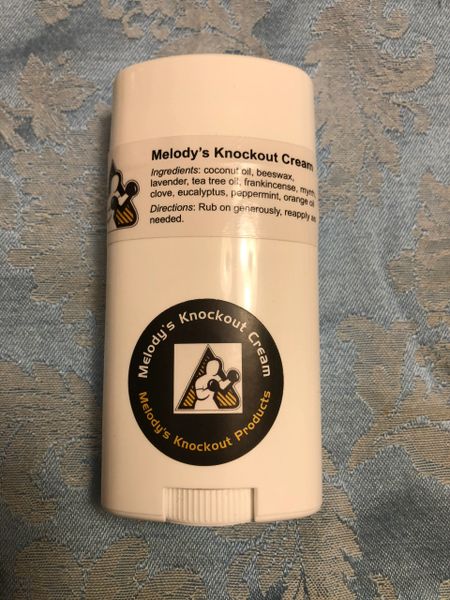 Melody's Knockout Cream
Ingredients: coconut oil, beeswax,
lavender, tea tree oil, frankincense, myrrh,
clove, eucalyptus, peppermint, orange oil
Directions: Rub on generously, reapply as
needed.
Melody's Knockout Cream
Melody's Knockout Products